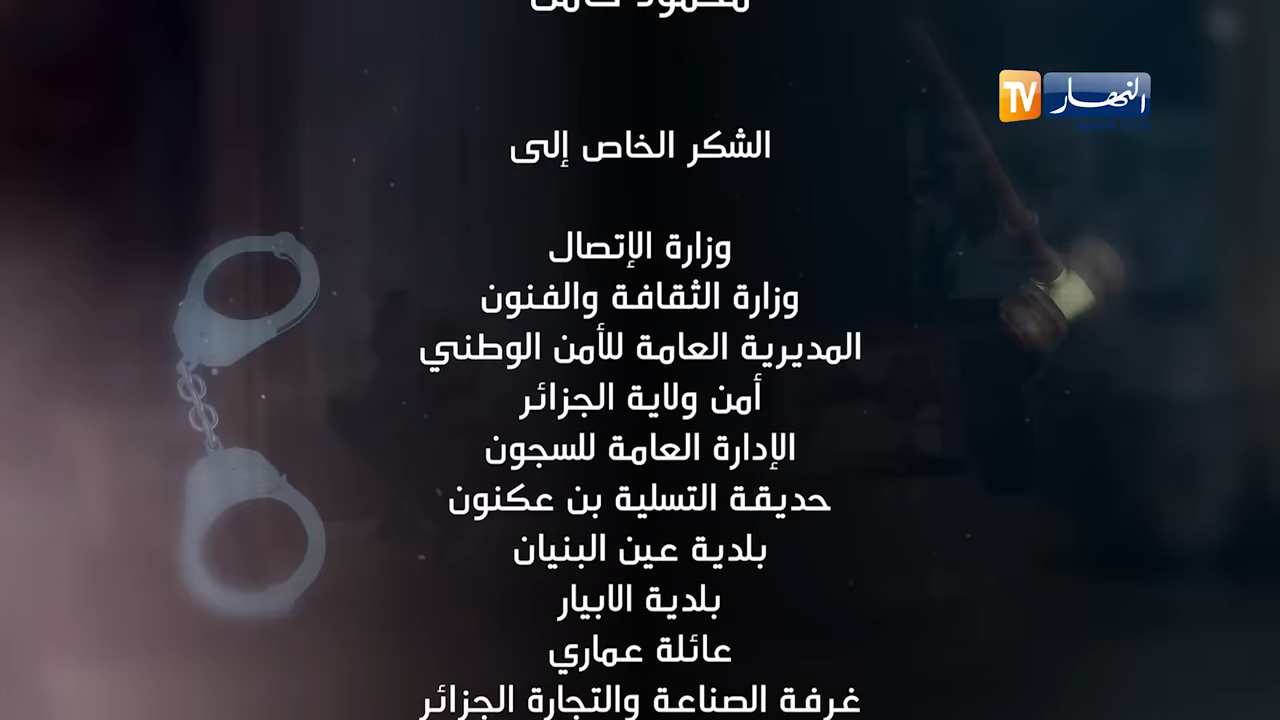 الشكر الخاص إلى
وزارة الإتصال
وزارة الثقافة والفنون
المديرية العامة للأمن الوطني
أمن ولاية الجزائر
الإدارة العامة للسجون
حديقة التسلية بن عكنون
بلدية عين البنيان
بلدية الابيار
عائلة عماري
غرفة الصناعة والتجارة الجزائر
النهار TV